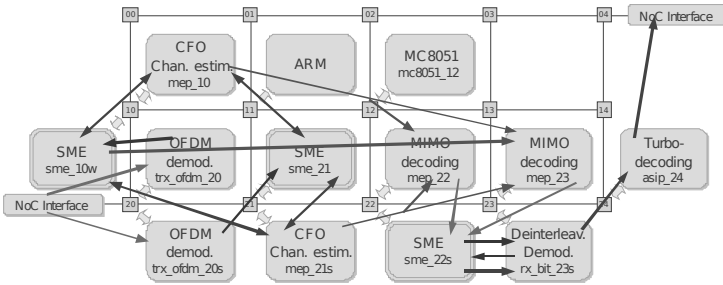 00
01
02
03
04
NoC Interface
CFO
Chan. estim.
mep_10
ARM
MC8051
mc8051_12
10
11
12
13
14
SME
sme_10w
OFDM
demod.
trx_ofdm_20
SME
sme_21
MIMO
decoding
mep_22
MIMO
decoding
mep_23
Turbo-
decoding
asip_24
NoC Interface
20
21
22
23
24
OFDM
demod.
trx_ofdm_20s
CFO
Chan. estim.
mep_21s
SME
sme_22s
Deinterleav.
Demod.
rx_bit_23s